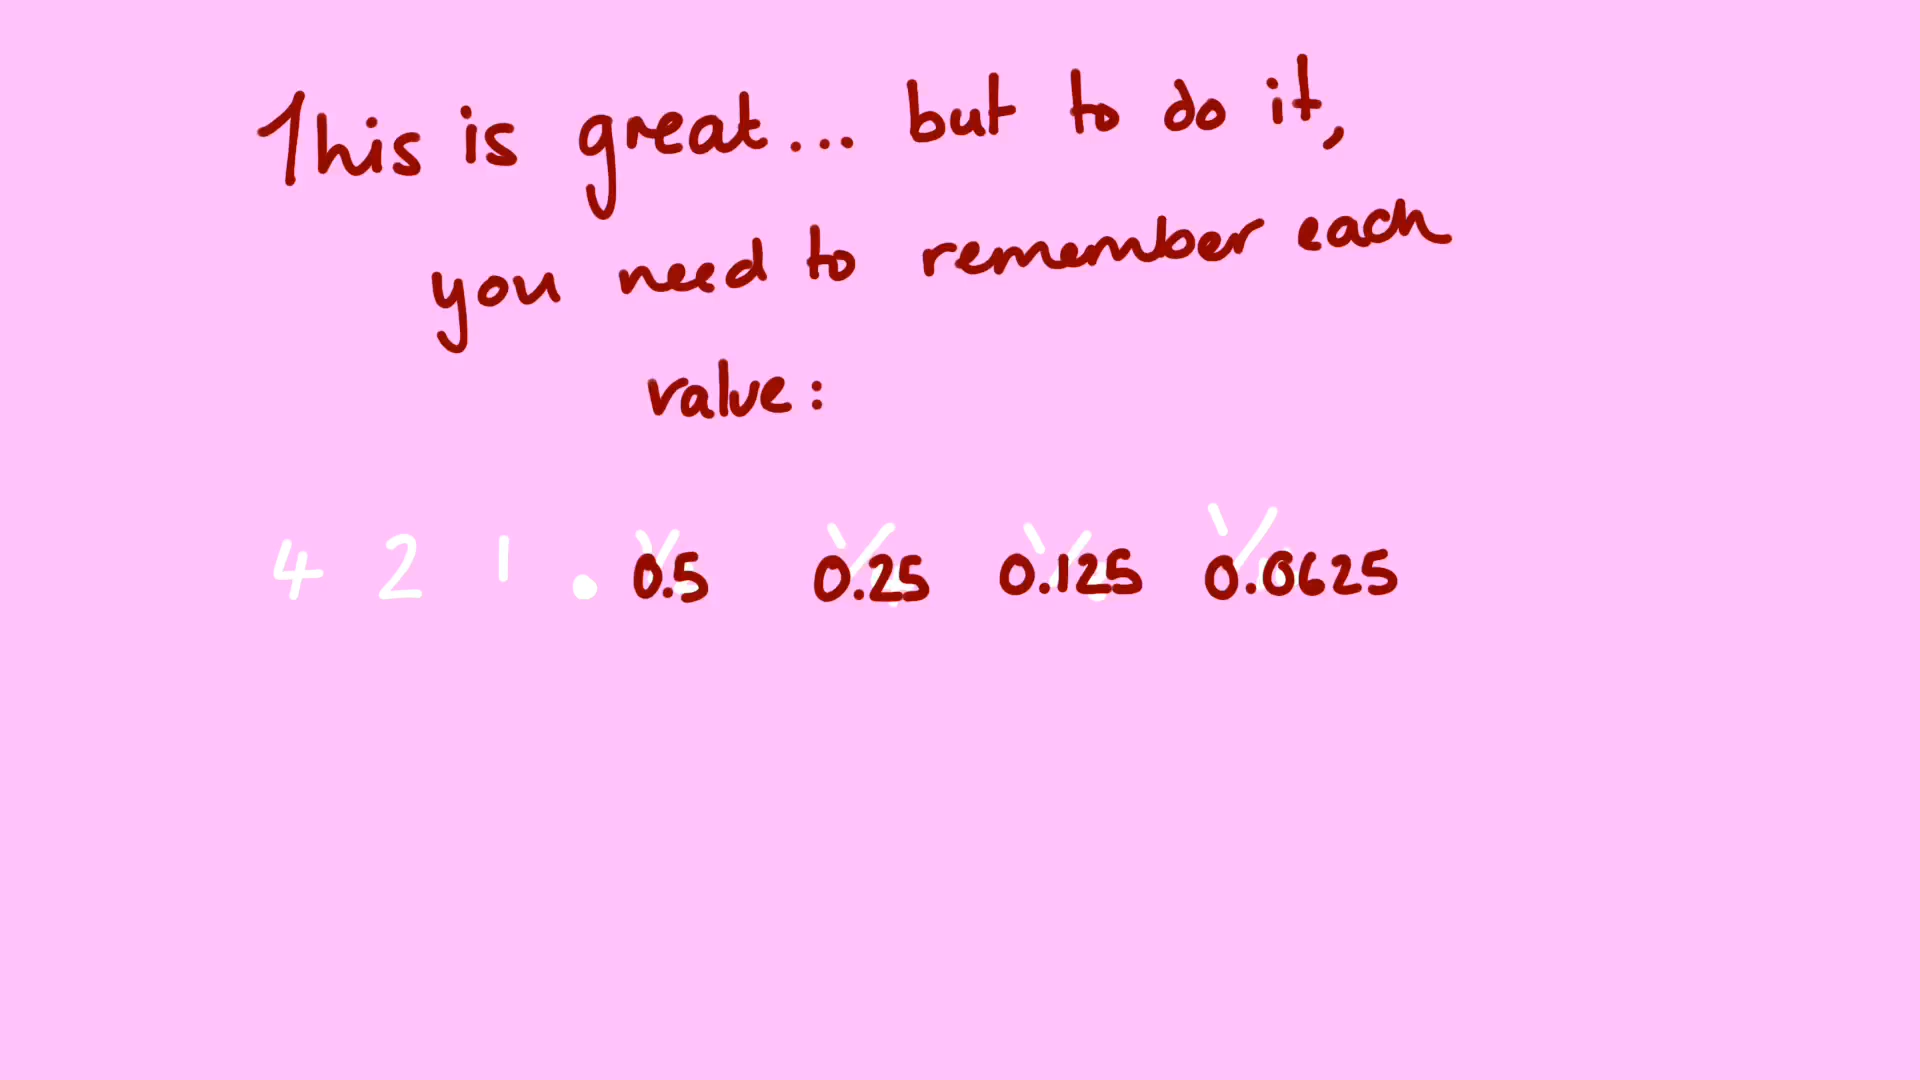 This is great... but to do it,
you need to remember each
value:
4 2 1 . 0.5 0.25 0.125 0.0625